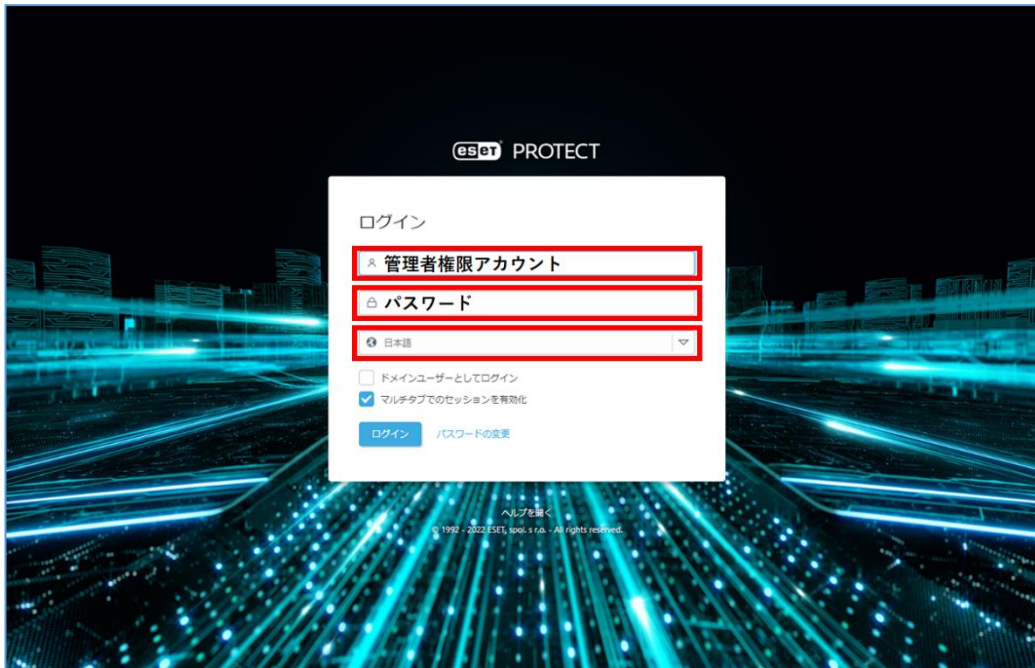 eset PROTECT
ログイン
管理者権限アカウント
パスワード
日本語
ドメインユーザーとしてログイン
マルチタブでのセッションを有効化
ログイン パスワードの変更
ヘルプを開く
© 1992 - 2022 ESET, spol. s r.o. - All rights reserved.